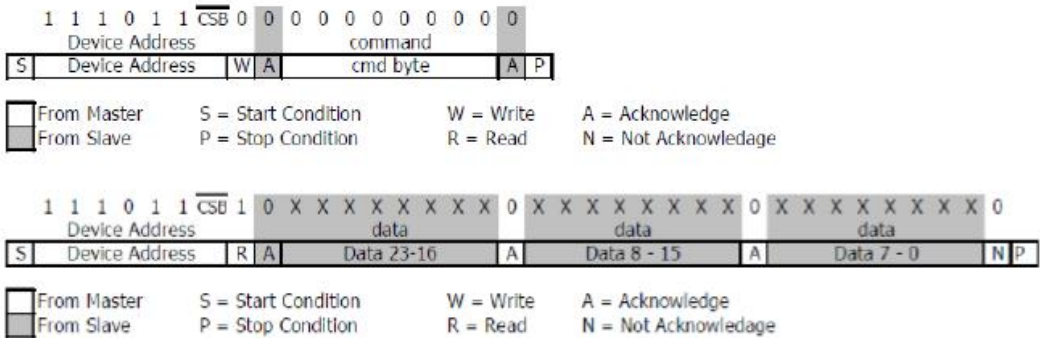 1 1 1 0 1 1 CSB 0 0 0 0 0 0 0 0 0 0 0
Device Address command
S Device Address W A cmd byte A P
From Master S = Start Condition W = Write A = Acknowledge
From Slave P = Stop Condition R = Read N = Not Acknowledage
1 1 1 0 1 1 CSB 1 0 X X X X X X X X 0 X X X X X X X X 0 X X X X X X X X 0
Device Address data data data
S Device Address R A Data 23-16 A Data 8 - 15 A Data 7 - 0 N P
From Master S = Start Condition W = Write A = Acknowledge
From Slave P = Stop Condition R = Read N = Not Acknowledage